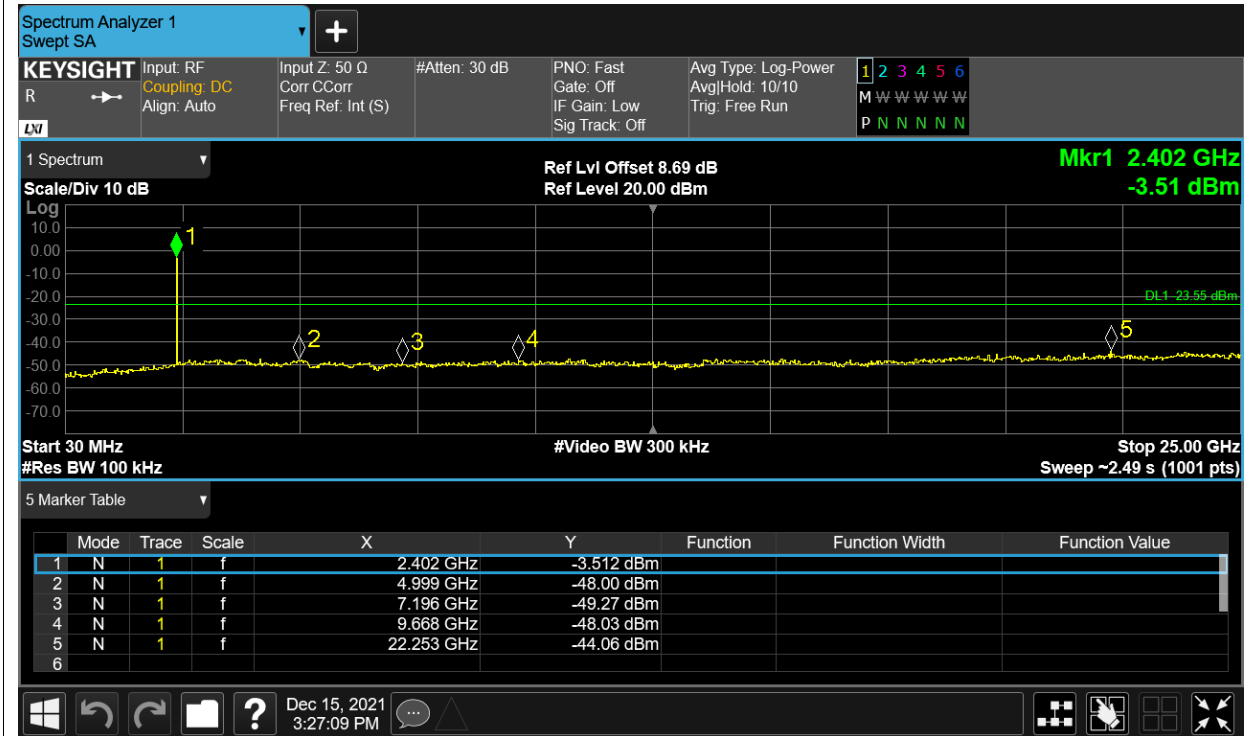 Spectrum Analyzer 1
Swept SA
+
KEYSIGHT Input: RF Input Z: 50 Ω #Atten: 30 dB PNO: Fast Avg Type: Log-Power 1 2 3 4 5 6
R Coupling: DC Corr CCorr Gate: Off Avg|Hold: 10/10 M W W W W W W
Align: Auto Freq Ref: Int (S) IF Gain: Low Trig: Free Run
LXI Sig Track: Off P N N N N N N
1 Spectrum
Ref Lvl Offset 8.69 dB Mkr1 2.402 GHz
Scale/Div 10 dB Ref Level 20.00 dBm -3.51 dBm
Log
10.0
0.00
-10.0
-20.0
-30.0
-40.0
-50.0
-60.0
-70.0
1
2
3
4
5
DL1 -23.55 dBm
Start 30 MHz #Video BW 300 kHz Stop 25.00 GHz
#Res BW 100 kHz Sweep ~2.49 s (1001 pts)
5 Marker Table
Mode Trace Scale X Y Function Function Width Function Value
1 N 1 f 2.402 GHz -3.512 dBm
2 N 1 f 4.999 GHz -48.00 dBm
3 N 1 f 7.196 GHz -49.27 dBm
4 N 1 f 9.668 GHz -48.03 dBm
5 N 1 f 22.253 GHz -44.06 dBm
6
? Dec 15, 2021
3:27:09 PM